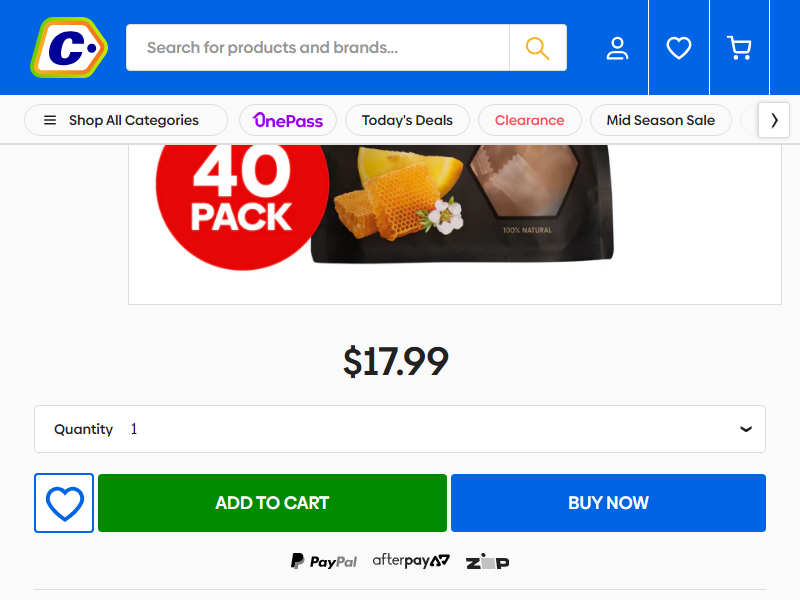 C
Search for products and brands...
Shop All Categories
OnePass
Today's Deals
Clearance
Mid Season Sale
40
PACK
100% NATURAL
$17.99
Quantity 1
ADD TO CART
BUY NOW
PayPal
afterpay
zip